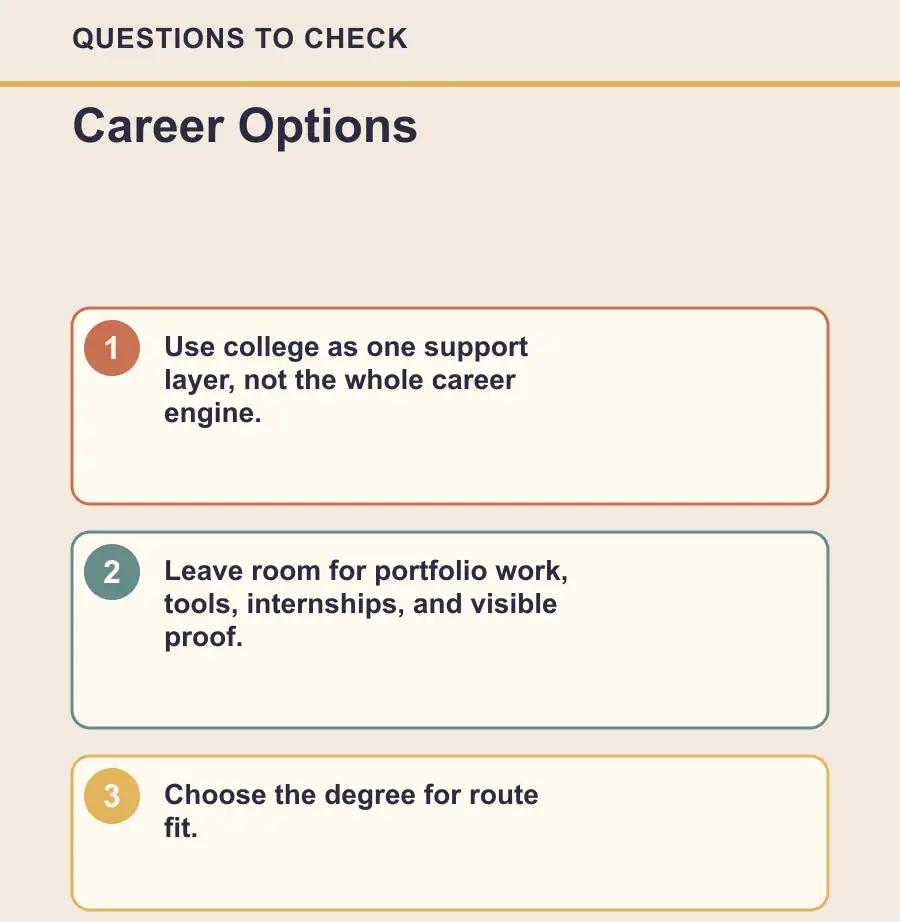 QUESTIONS TO CHECK
Career Options
1
Use college as one support
layer, not the whole career
engine.
2
Leave room for portfolio work,
tools, internships, and visible
proof.
3
Choose the degree for route
fit.